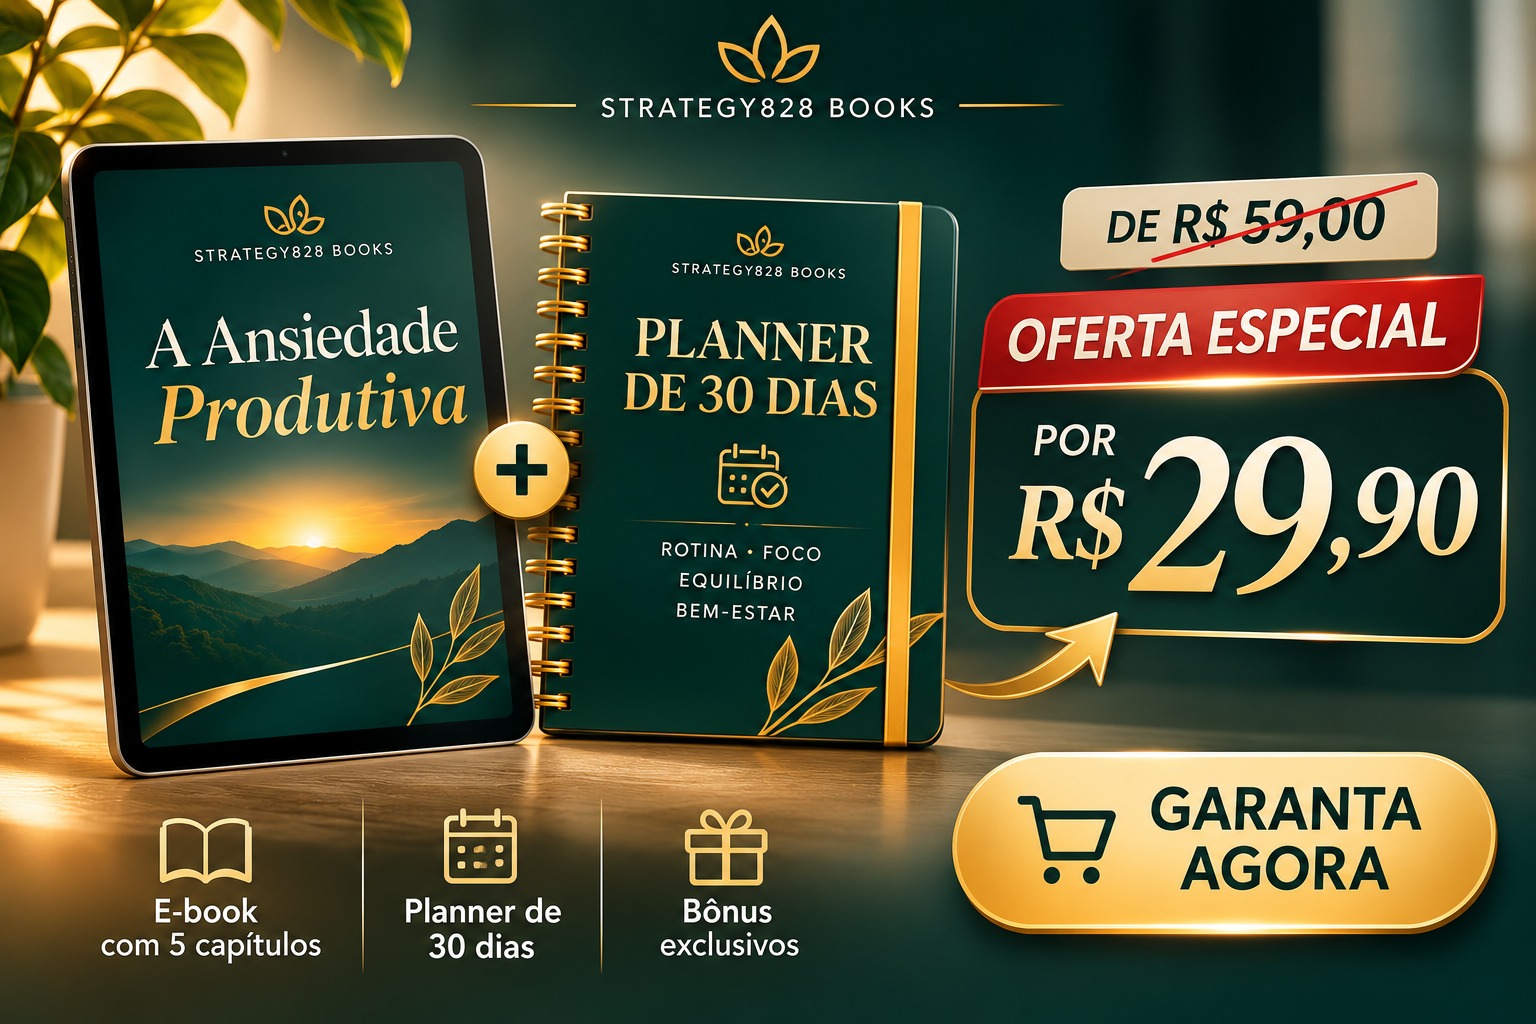 STRATEGY828 BOOKS
STRATEGY828 BOOKS
A Ansiedade
Produtiva
+
STRATEGY828 BOOKS
PLANNER
DE 30 DIAS
ROTINA • FOCO
EQUILÍBRIO
BEM-ESTAR
DE R$ 59,00
OFERTA ESPECIAL
POR
R$ 29,90
GARANTA
AGORA
E-book
com 5 capítulos
Planner de
30 dias
Bônus
exclusivos